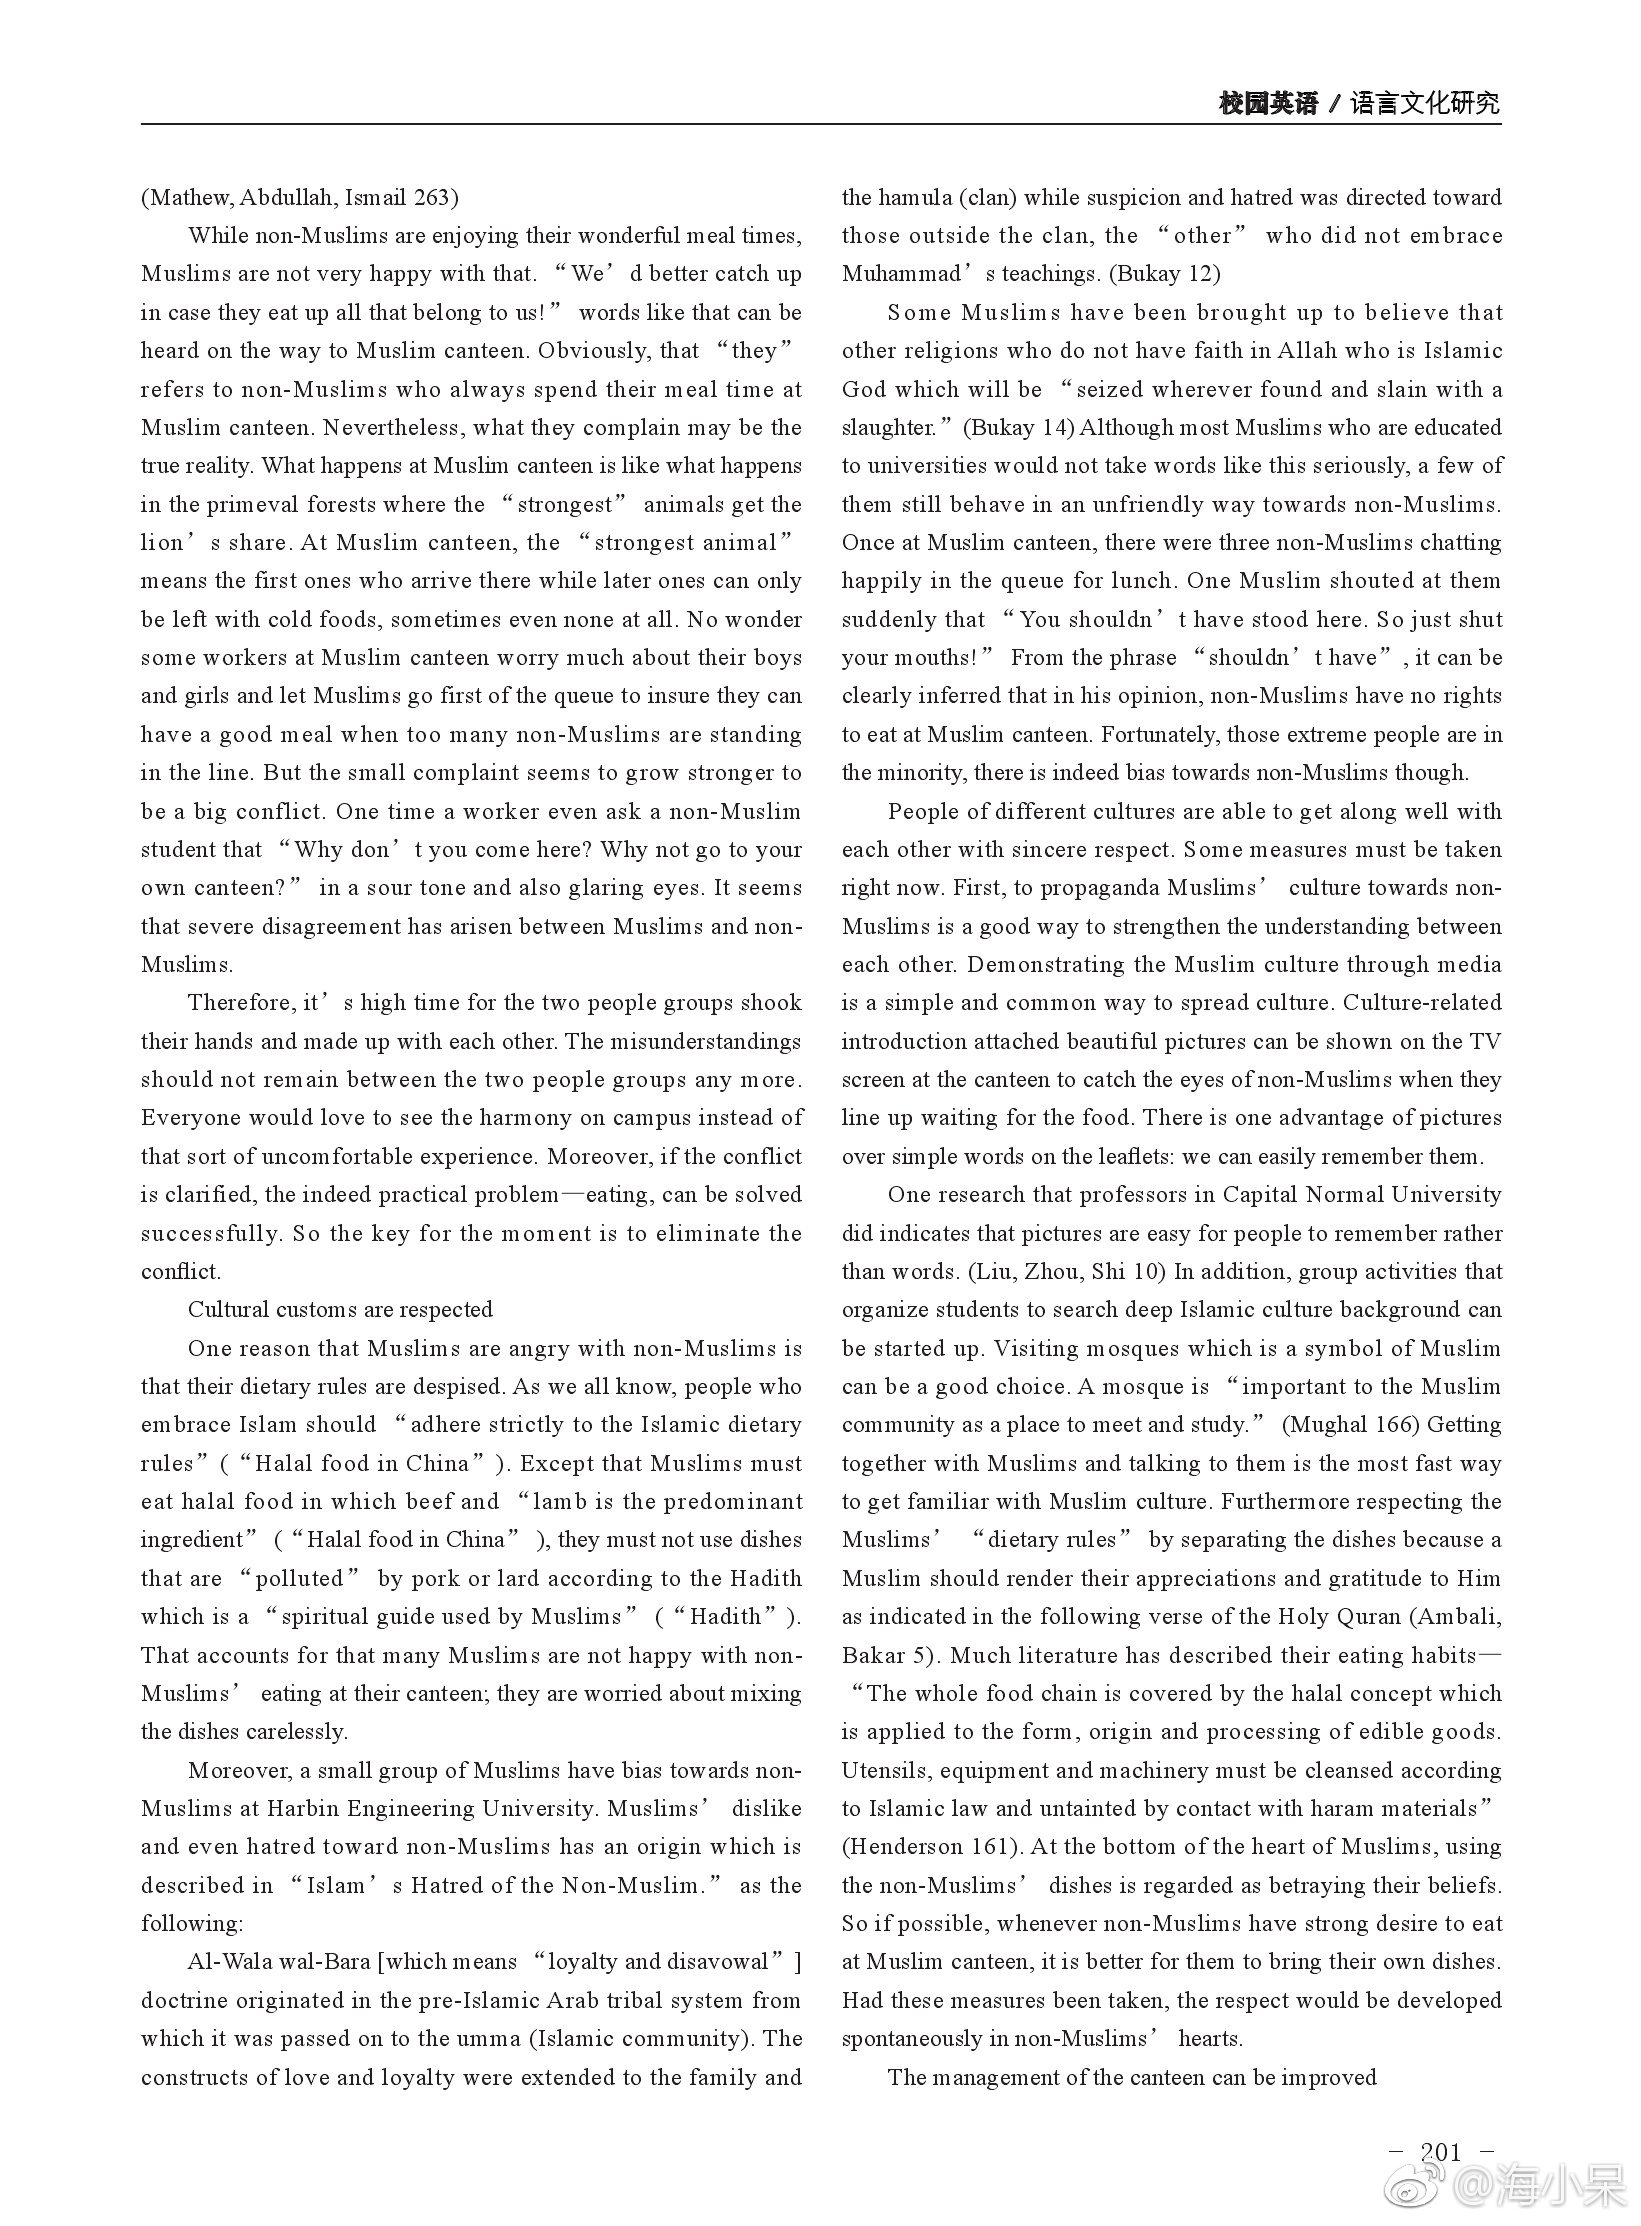 校园英语 / 语言文化研究
(Mathew, Abdullah, Ismail 263)
While non-Muslims are enjoying their wonderful meal times,
Muslims are not very happy with that. “We’d better catch up
in case they eat up all that belong to us!” words like that can be
heard on the way to Muslim canteen. Obviously, that “they”
refers to non-Muslims who always spend their meal time at
Muslim canteen. Nevertheless, what they complain may be the
true reality. What happens at Muslim canteen is like what happens
in the primeval forests where the “strongest” animals get the
lion’s share. At Muslim canteen, the “strongest animal”
means the first ones who arrive there while later ones can only
be left with cold foods, sometimes even none at all. No wonder
some workers at Muslim canteen worry much about their boys
and girls and let Muslims go first of the queue to insure they can
have a good meal when too many non-Muslims are standing
in the line. But the small complaint seems to grow stronger to
be a big conflict. One time a worker even ask a non-Muslim
student that “Why don’t you come here? Why not go to your
own canteen?” in a sour tone and also glaring eyes. It seems
that severe disagreement has arisen between Muslims and non-
Muslims.
Therefore, it’s high time for the two people groups shook
their hands and made up with each other. The misunderstandings
should not remain between the two people groups any more.
Everyone would love to see the harmony on campus instead of
that sort of uncomfortable experience. Moreover, if the conflict
is clarified, the indeed practical problem—eating, can be solved
successfully. So the key for the moment is to eliminate the
conflict.
Cultural customs are respected
One reason that Muslims are angry with non-Muslims is
that their dietary rules are despised. As we all know, people who
embrace Islam should “adhere strictly to the Islamic dietary
rules”(“Halal food in China”). Except that Muslims must
eat halal food in which beef and “lamb is the predominant
ingredient” (“Halal food in China”), they must not use dishes
that are “polluted” by pork or lard according to the Hadith
which is a “spiritual guide used by Muslims” (“Hadith”).
That accounts for that many Muslims are not happy with non-
Muslims’ eating at their canteen; they are worried about mixing
the dishes carelessly.
Moreover, a small group of Muslims have bias towards non-
Muslims at Harbin Engineering University. Muslims’ dislike
and even hatred toward non-Muslims has an origin which is
described in “Islam’s Hatred of the Non-Muslim.” as the
following:
Al-Wala wal-Bara [which means “loyalty and disavowal”]
doctrine originated in the pre-Islamic Arab tribal system from
which it was passed on to the umma (Islamic community). The
constructs of love and loyalty were extended to the family and
the hamula (clan) while suspicion and hatred was directed toward
those outside the clan, the “other” who did not embrace
Muhammad’s teachings. (Bukay 12)
Some Muslims have been brought up to believe that
other religions who do not have faith in Allah who is Islamic
God which will be “seized wherever found and slain with a
slaughter.”(Bukay 14) Although most Muslims who are educated
to universities would not take words like this seriously, a few of
them still behave in an unfriendly way towards non-Muslims.
Once at Muslim canteen, there were three non-Muslims chatting
happily in the queue for lunch. One Muslim shouted at them
suddenly that “You shouldn’t have stood here. So just shut
your mouths!” From the phrase “shouldn’t have”, it can be
clearly inferred that in his opinion, non-Muslims have no rights
to eat at Muslim canteen. Fortunately, those extreme people are in
the minority, there is indeed bias towards non-Muslims though.
People of different cultures are able to get along well with
each other with sincere respect. Some measures must be taken
right now. First, to propaganda Muslims’ culture towards non-
Muslims is a good way to strengthen the understanding between
each other. Demonstrating the Muslim culture through media
is a simple and common way to spread culture. Culture-related
introduction attached beautiful pictures can be shown on the TV
screen at the canteen to catch the eyes of non-Muslims when they
line up waiting for the food. There is one advantage of pictures
over simple words on the leaflets: we can easily remember them.
One research that professors in Capital Normal University
did indicates that pictures are easy for people to remember rather
than words. (Liu, Zhou, Shi 10) In addition, group activities that
organize students to search deep Islamic culture background can
be started up. Visiting mosques which is a symbol of Muslim
can be a good choice. A mosque is “important to the Muslim
community as a place to meet and study.” (Mughal 166) Getting
together with Muslims and talking to them is the most fast way
to get familiar with Muslim culture. Furthermore respecting the
Muslims’ “dietary rules” by separating the dishes because a
Muslim should render their appreciations and gratitude to Him
as indicated in the following verse of the Holy Quran (Ambali,
Bakar 5). Much literature has described their eating habits—
“The whole food chain is covered by the halal concept which
is applied to the form, origin and processing of edible goods.
Utensils, equipment and machinery must be cleansed according
to Islamic law and untainted by contact with haram materials”
(Henderson 161). At the bottom of the heart of Muslims, using
the non-Muslims’ dishes is regarded as betraying their beliefs.
So if possible, whenever non-Muslims have strong desire to eat
at Muslim canteen, it is better for them to bring their own dishes.
Had these measures been taken, the respect would be developed
spontaneously in non-Muslims’ hearts.
The management of the canteen can be improved
- 201 -
@海小呆